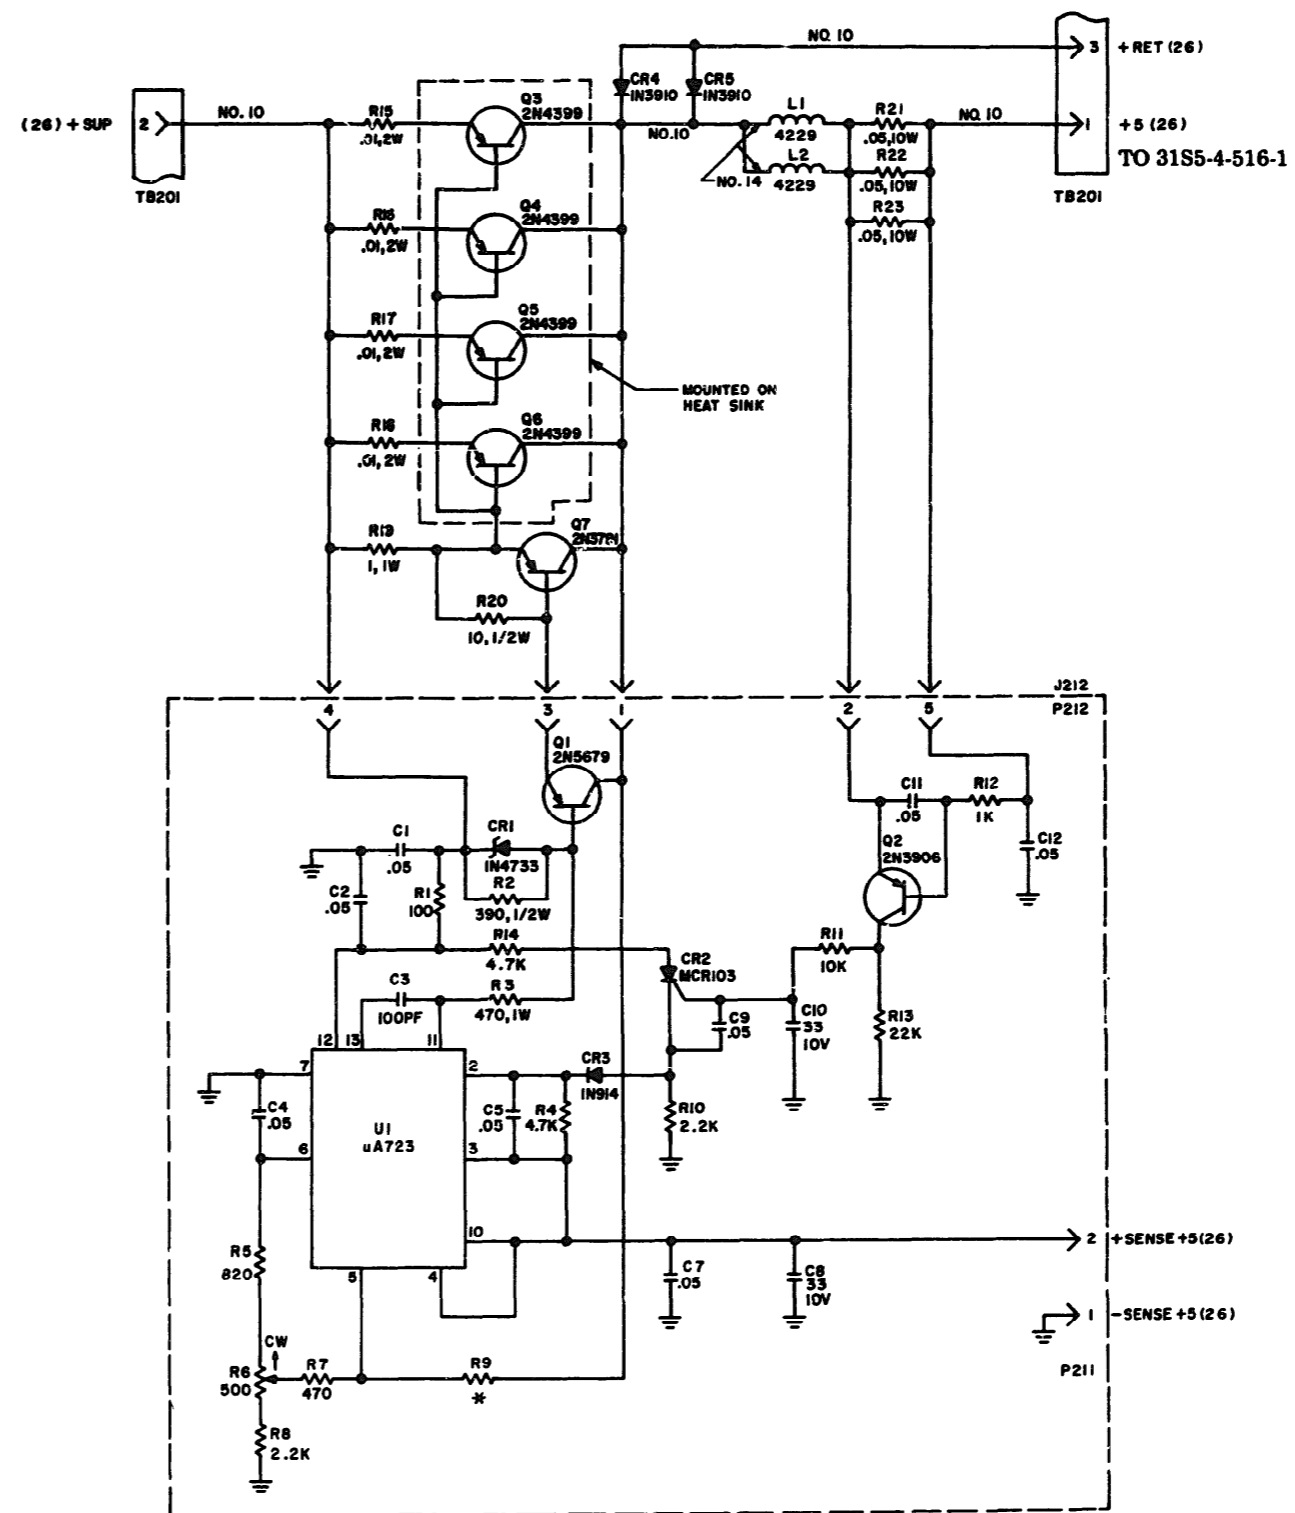 NO. 10
3 +RET (26)
CR4
1N3910
CR5
1N3910
(26) +SUP
2
NO. 10
TB201
R15
.01, 2W
Q3
2N4399
NO. 10
L1
4229
R21
.05, 10W
NO. 10
1 +5 (26)
TO 31S5-4-516-1
TB201
NO. 14
L2
4229
R22
.05, 10W
R23
.05, 10W
R16
.01, 2W
Q4
2N4399
R17
.01, 2W
Q5
2N4399
MOUNTED ON
HEAT SINK
Q6
2N4399
.01, 2W
R19
1, 1W
Q7
2N3791
R20
10, 1/2W
J212
P212
4
3
1
2
5
Q1
2N5679
C11
.05
R12
1K
C12
.05
Q2
2N3906
C1
.05
CR1
1N4733
C2
.05
R1
100
R2
390, 1/2W
R14
4.7K
CR2
MCR103
R11
10K
C3
100PF
R3
470, 1W
C9
.05
C10
33
10V
R13
22K
12
13
11
7
2
CR3
1N914
C4
.05
U1
uA723
C5
.05
R4
4.7K
R10
2.2K
6
3
10
2 +SENSE +5(26)
R5
820
5
4
C7
.05
C8
33
10V
1 -SENSE +5 (26)
CW
R6
500
R7
470
R9
*
P211
R8
2.2K